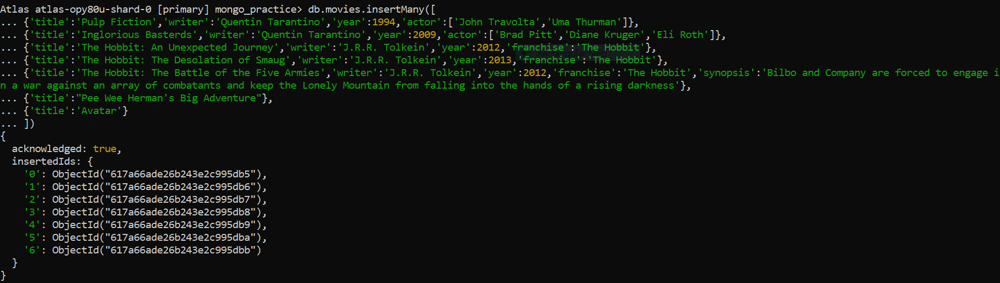 Atlas atlas-opy80u-shard-0 [primary] mongo_practice> db.movies.insertMany([
... {'title':'Pulp Fiction','writer':'Quentin Tarantino','year':1994,'actor':['John Travolta','Uma Thurman']},
... {'title':'Inglorious Basterds','writer':'Quentin Tarantino','year':2009,'actor':['Brad Pitt','Diane Kruger','Eli Roth']},
... {'title':'The Hobbit: An Unexpected Journey','writer':'J.R.R. Tolkein','year':2012,'franchise':'The Hobbit'},
Rectangular Snip
... {'title':'The Hobbit: The Desolation of Smaug','writer':'J.R.R. Tolkein','year':2013,'franchise':'The Hobbit'},
... {'title':'The Hobbit: The Battle of the Five Armies','writer':'J.R.R. Tolkein','year':2012,'franchise':'The Hobbit','synopsis':'Bilbo and Company are forced to engage i
n a war against an array of combatants and keep the Lonely Mountain from falling into the hands of a rising darkness'},
... {'title':"Pee Wee Herman's Big Adventure"},
... {'title':'Avatar'}
... ])
{
  acknowledged: true,
  insertedIds: {
    '0': ObjectId("617a66ade26b243e2c995db5"),
    '1': ObjectId("617a66ade26b243e2c995db6"),
    '2': ObjectId("617a66ade26b243e2c995db7"),
    '3': ObjectId("617a66ade26b243e2c995db8"),
    '4': ObjectId("617a66ade26b243e2c995db9"),
    '5': ObjectId("617a66ade26b243e2c995dba"),
    '6': ObjectId("617a66ade26b243e2c995dbb")
  }
}